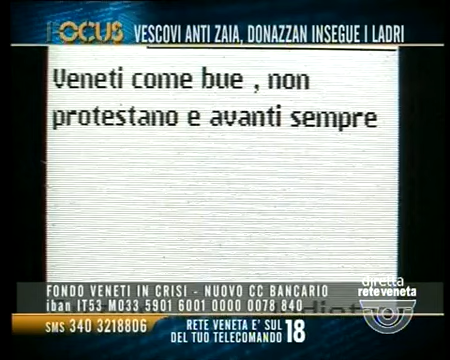 FOCUS VESCOVI ANTI ZAIA, DONAZZAN INSEGUE I LADRI
Veneti come bue , non
protestano e avanti sempre
FONDO VENETI IN CRISI - NUOVO CC BANCARIO
iban IT53 M033 5901 6001 0000 0078 840
diretta
reteveneta
SMS 340 3218806
RETE VENETA E' SUL
DEL TUO TELECOMANDO 18